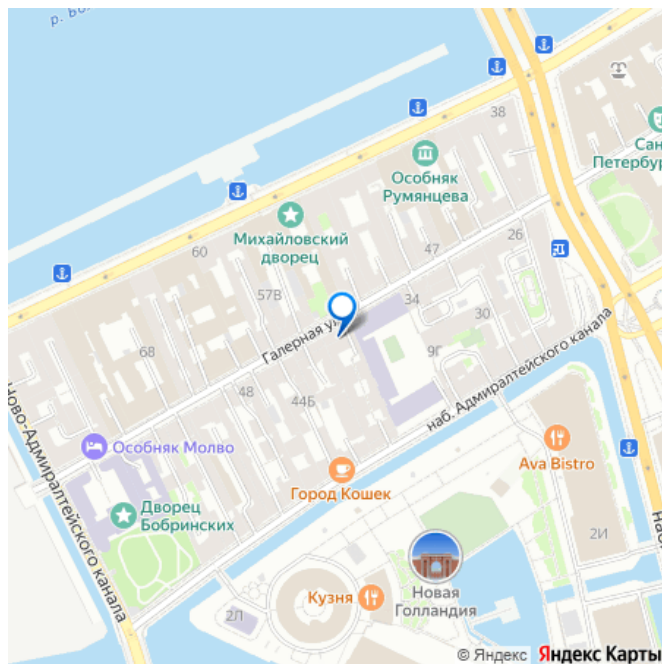 р. Бо
38
Сан
Петербур
Особняк
Румянцева
Михайловский
дворец
60
47
26
57В
34
30
Галерная ул
9Г
68
наб. Адмиралтейского канала
48
44Б
Особняк Молво
Ava Bistro
Город Кошек
Ново-Адмиралтейского канала
Дворец
Бобринских
2И
наб
Кузня
Новая
Голландия
2Л
© Яндекс Яндекс Карты